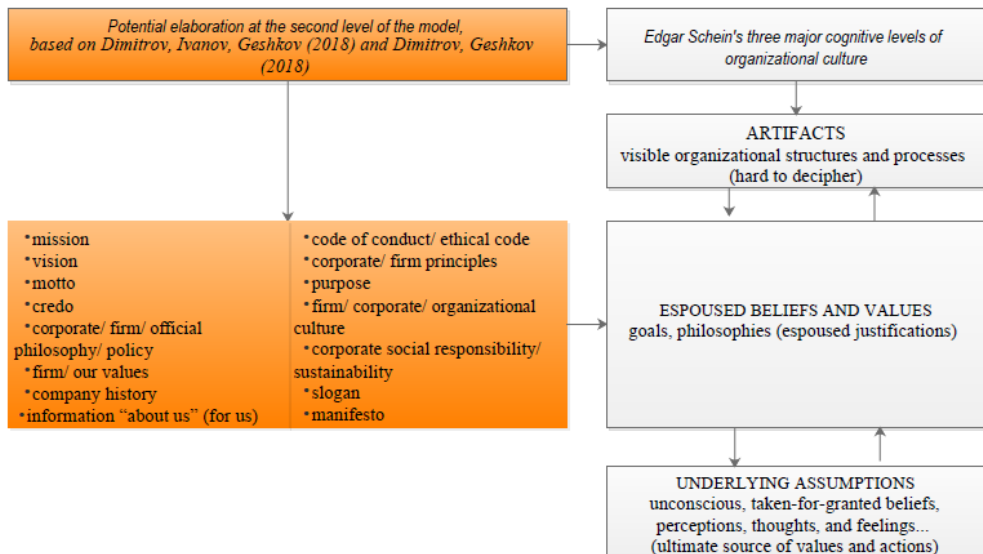 Potential elaboration at the second level of the model,
based on Dimitrov, Ivanov, Geshkov (2018) and Dimitrov, Geshkov
(2018)
Edgar Schein's three major cognitive levels of
organizational culture
ARTIFACTS
visible organizational structures and processes
(hard to decipher)
•mission
•vision
•motto
•credo
•corporate/ firm/ official
philosophy/ policy
•firm/ our values
•company history
•information “about us” (for us)
•code of conduct/ ethical code
•corporate/ firm principles
•purpose
•firm/ corporate/ organizational
culture
•corporate social responsibility/
sustainability
•slogan
•manifesto
ESPOUSED BELIEFS AND VALUES
goals, philosophies (espoused justifications)
UNDERLYING ASSUMPTIONS
unconscious, taken-for-granted beliefs,
perceptions, thoughts, and feelings...
(ultimate source of values and actions)